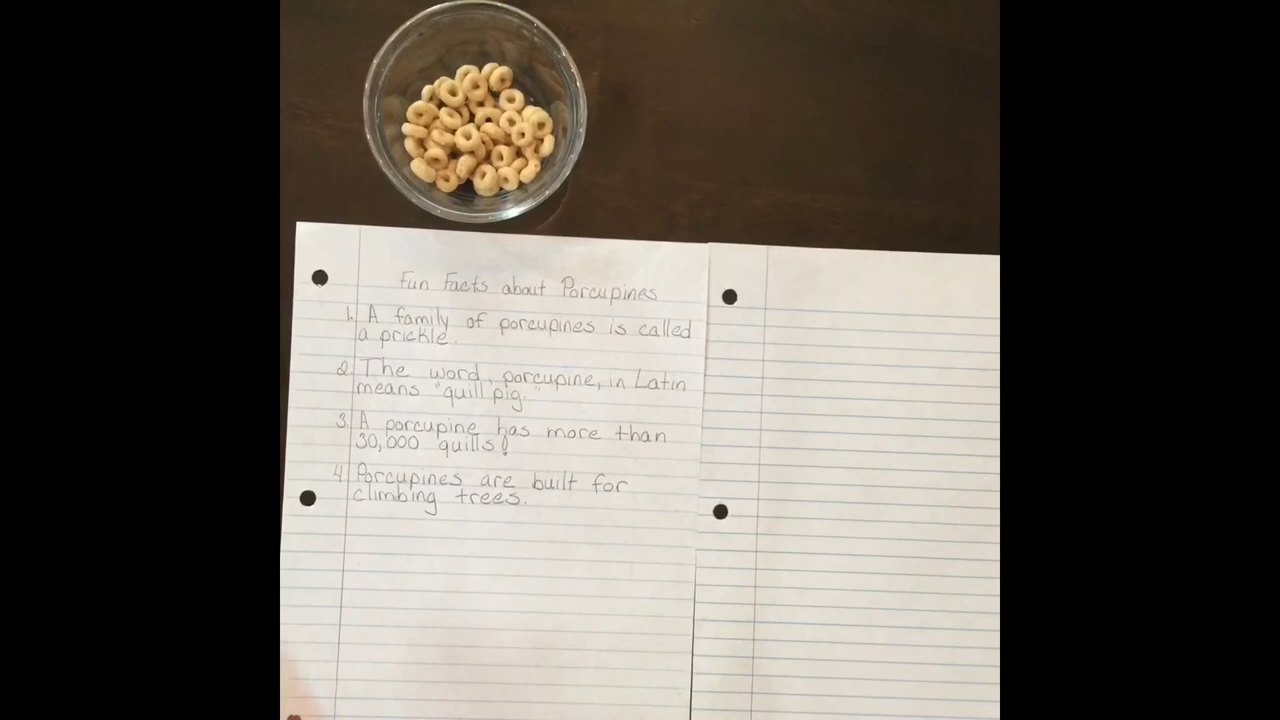 Fun Facts about Porcupines
1. A family of porcupines is called
a prickle.
2. The word, porcupine, in Latin
means "quill pig."
3. A porcupine has more than
30,000 quills!
4. Porcupines are built for
climbing trees.